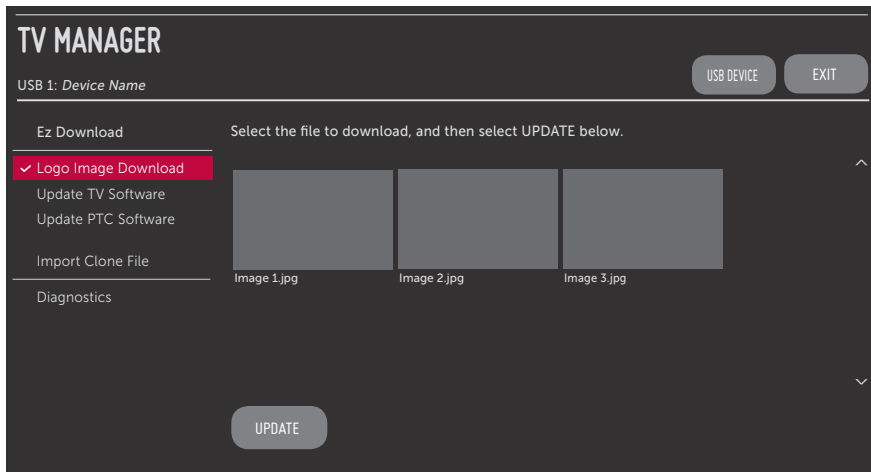 TV MANAGER
USB 1: Device Name
USB DEVICE
EXIT
Ez Download
Logo Image Download
Update TV Software
Update PTC Software
Import Clone File
Diagnostics
Select the file to download, and then select UPDATE below.
Image 1.jpg
Image 2.jpg
Image 3.jpg
UPDATE